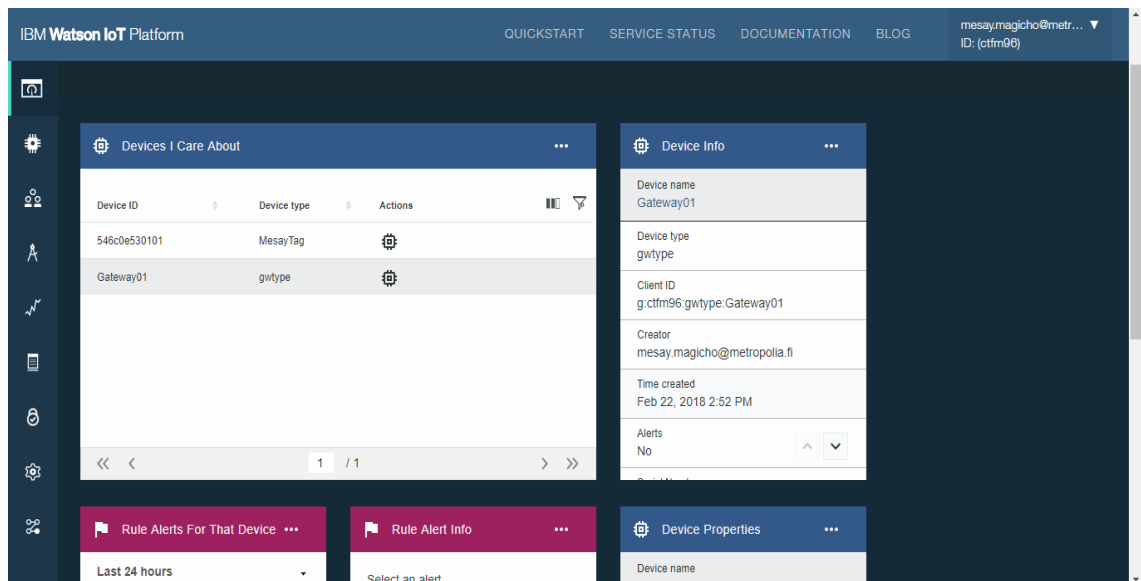 IBM Watson IoT Platform
QUICKSTART
SERVICE STATUS
DOCUMENTATION
BLOG
mesay.magicho@metr... ▼
ID: (ctfm96)
Devices I Care About
Device ID
Device type
Actions
546c0e530101
MesayTag
Gateway01
gwtype
1 / 1
Device Info
Device name
Gateway01
Device type
gwtype
Client ID
g:ctfm96:gwtype:Gateway01
Creator
mesay.magicho@metropolia.fi
Time created
Feb 22, 2018 2:52 PM
Alerts
No
Rule Alerts For That Device
Last 24 hours
Rule Alert Info
Select an alert
Device Properties
Device name